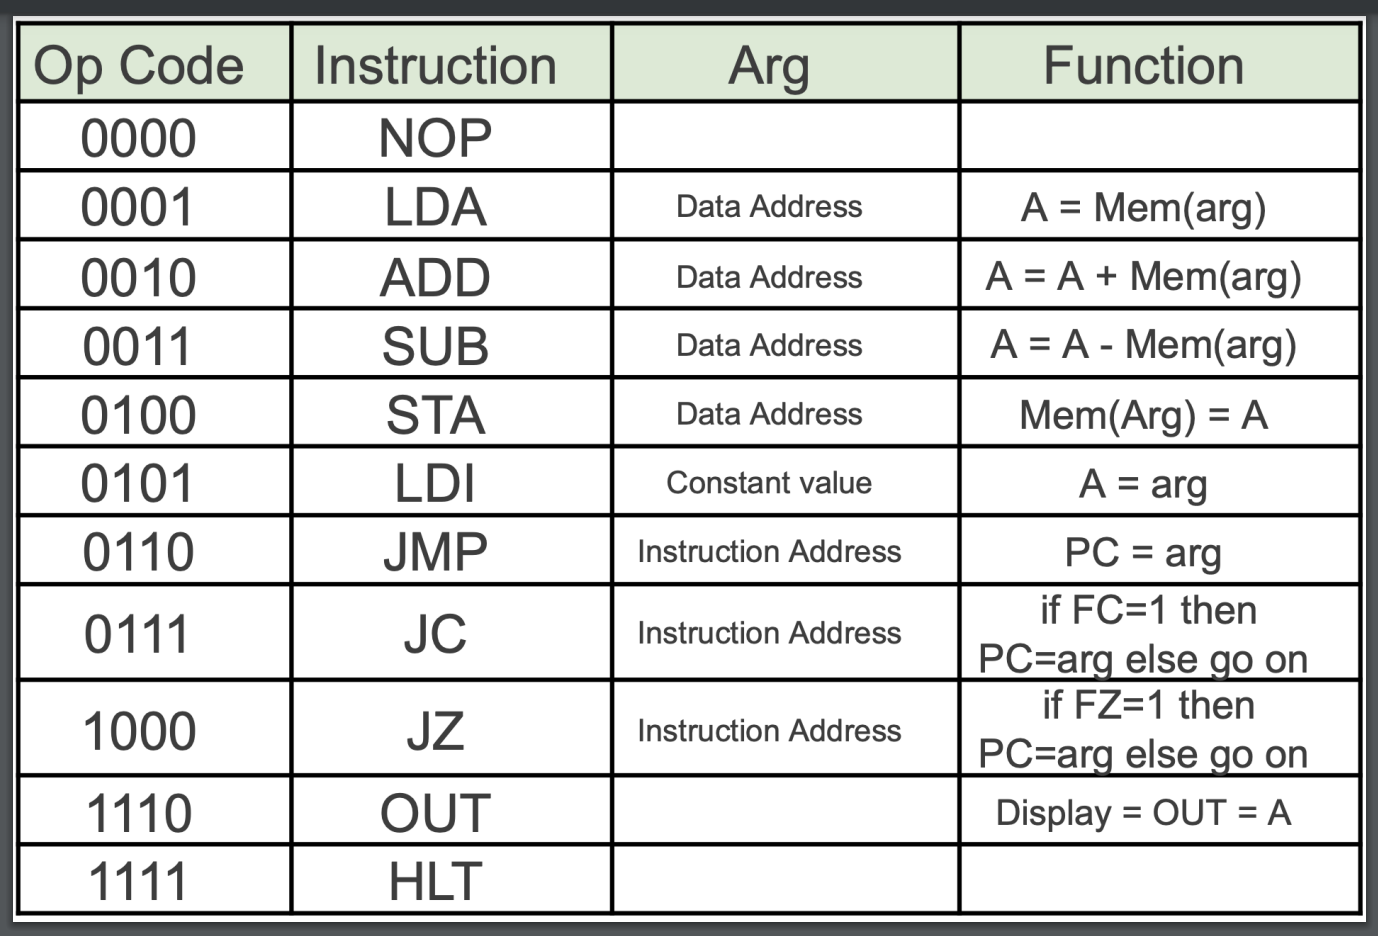 Op Code Instruction Arg Function
0000 NOP
0001 LDA Data Address A = Mem(arg)
0010 ADD Data Address A = A + Mem(arg)
0011 SUB Data Address A = A - Mem(arg)
0100 STA Data Address Mem(Arg) = A
0101 LDI Constant value A = arg
0110 JMP Instruction Address PC = arg
0111 JC Instruction Address if FC=1 then
PC=arg else go on
1000 JZ Instruction Address if FZ=1 then
PC=arg else go on
1110 OUT Display = OUT = A
1111 HLT